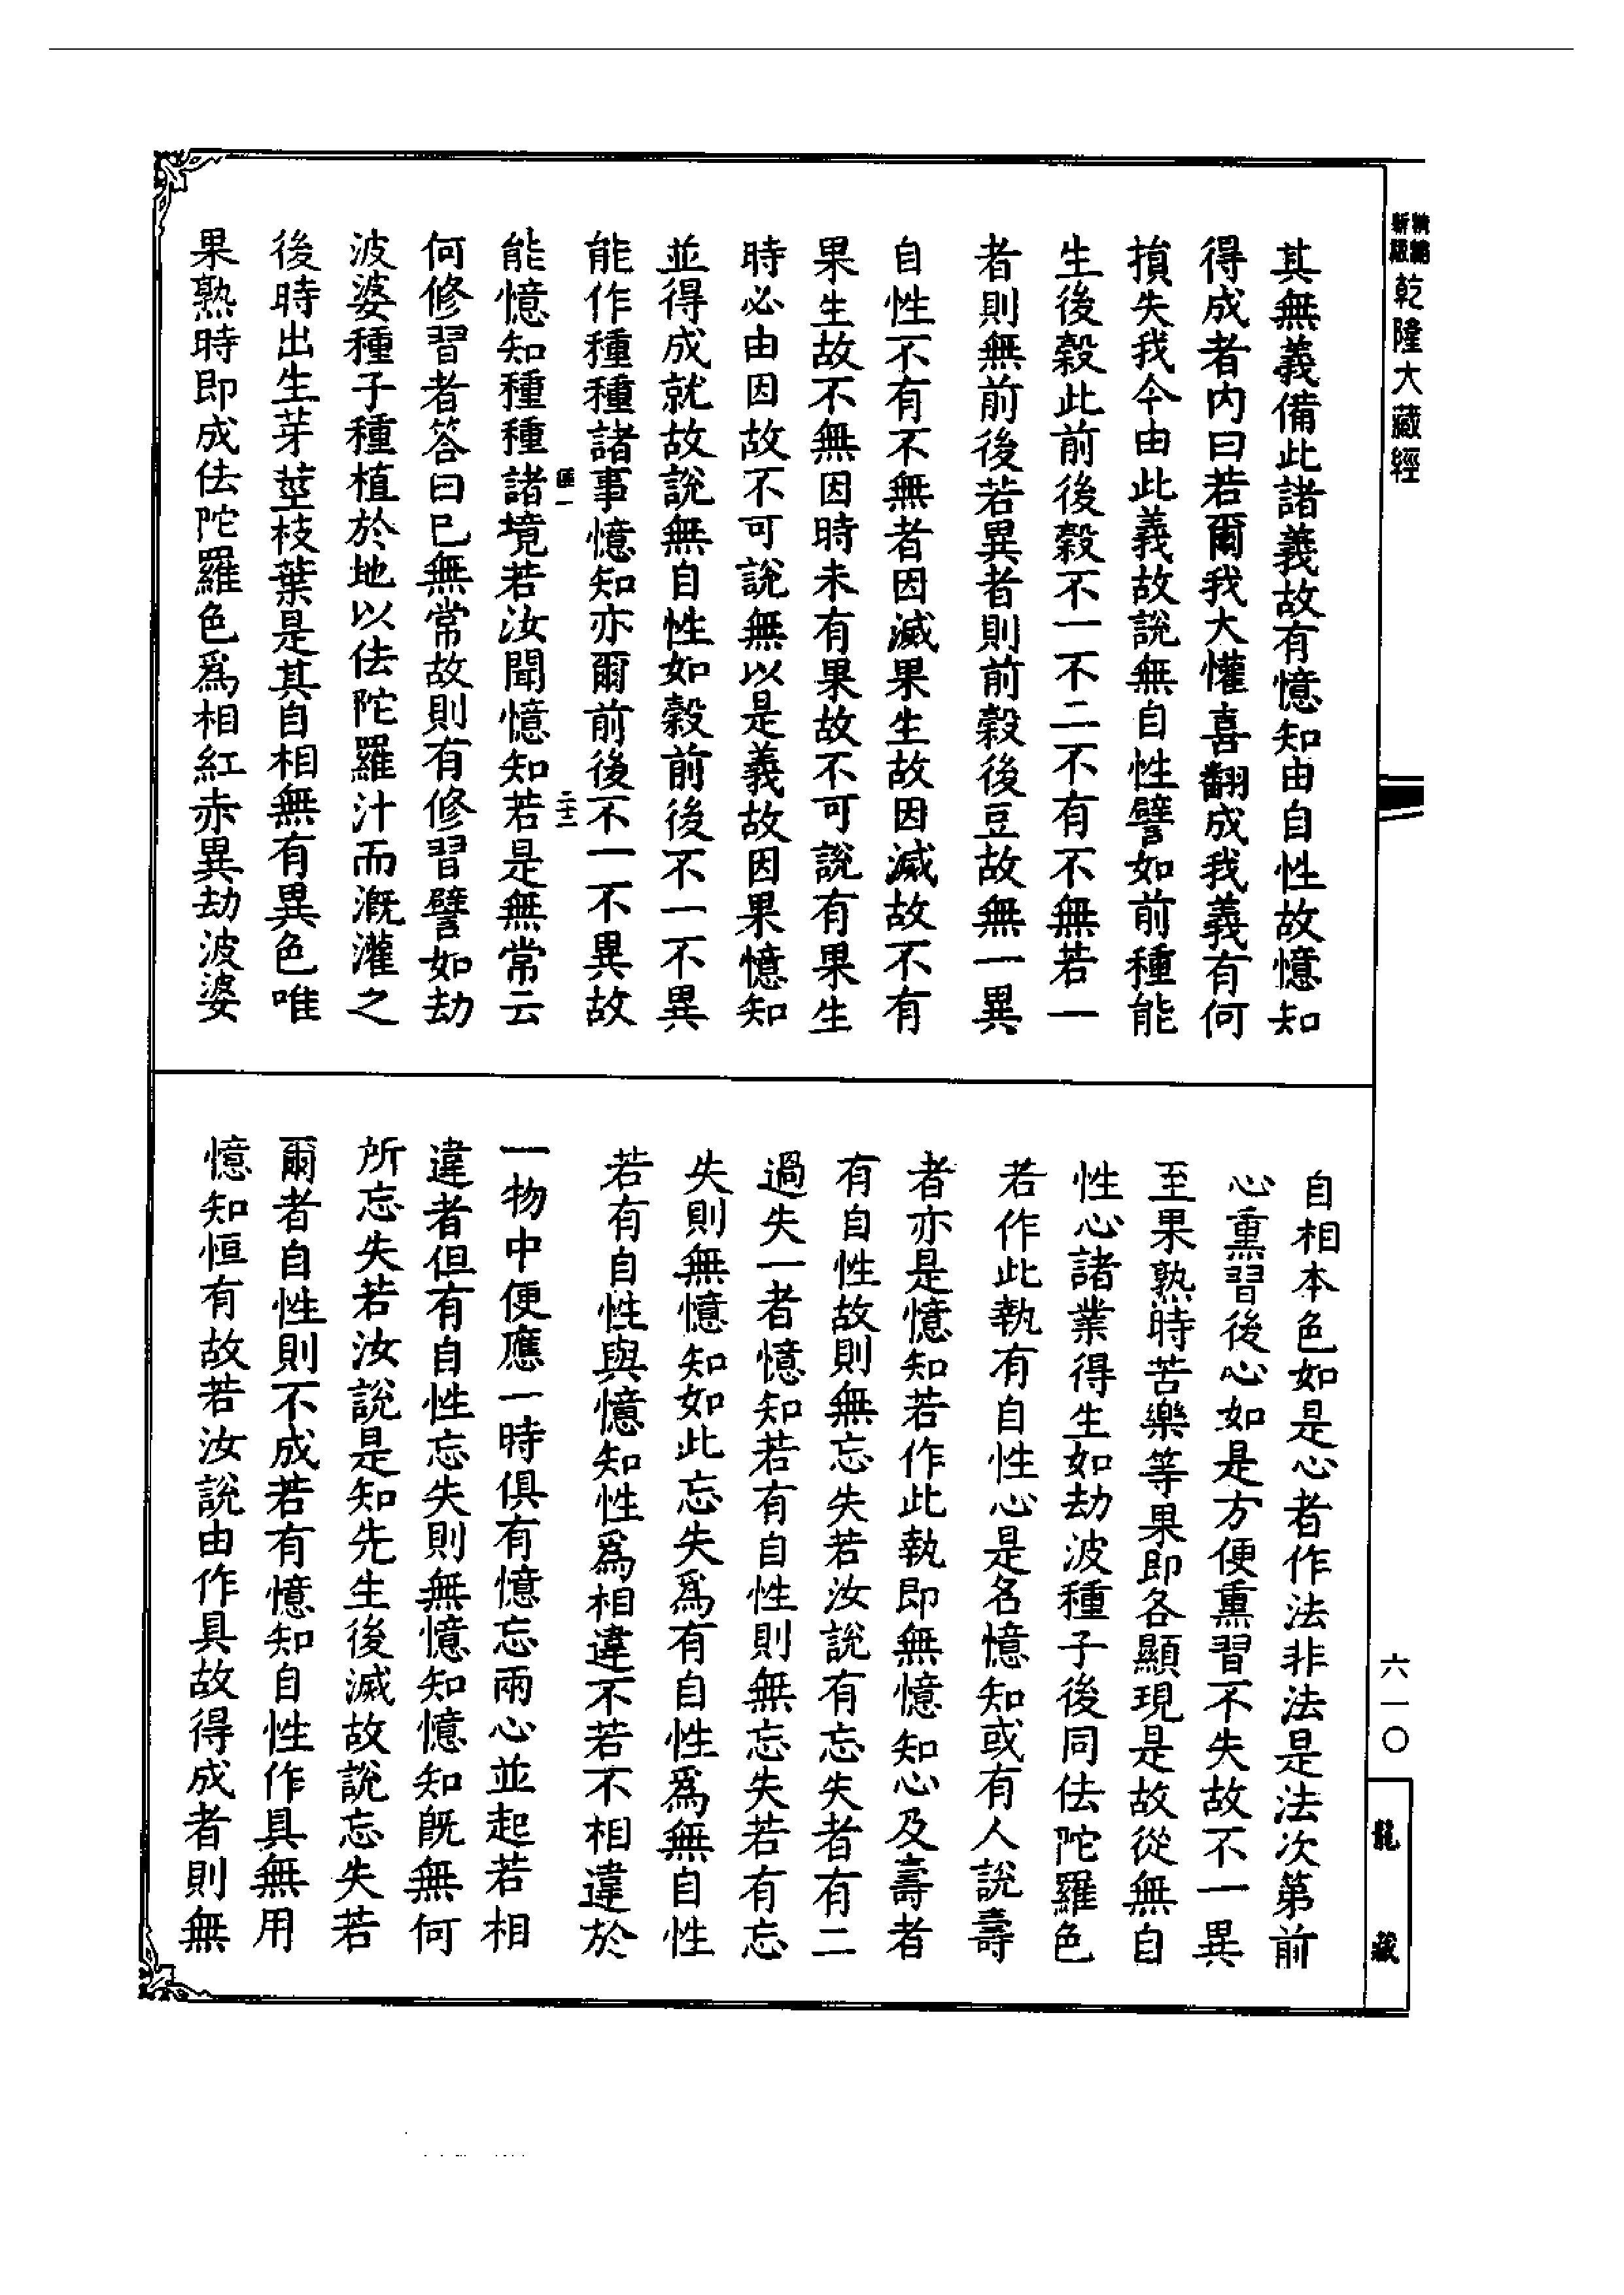 新編縮版
乾隆大藏經
其無義備此諸義故有憶知由自性故憶知
得成者內曰若爾我大懽喜翻成我義有何
損失我今由此義故說無自性譬如前種能
生後穀此前後穀不一不二不有不無若一
者則無前後若異者則前穀後豆故無一異
自性不有不無者因滅果生故因滅故不有
果生故不無因時未有果故不可說有果生
時必由因故不可說無以是義故因果憶知
並得成就故說無自性如穀前後不一不異
能作種種諸事憶知亦爾前後不一不異故
匯一
二十二
能憶知種種諸境若汝聞憶知若是無常云
何修習者答曰已無常故則有修習譬如劫
波婆種子種植於地以佉陀羅汁而溉灌之
後時出生芽莖枝葉是其自相無有異色唯
果熟時即成佉陀羅色爲相紅赤異劫波婆
自相本色如是心者作法非法是法次第前
心熏習後心如是方便熏習不失故不一異
至果熟時苦樂等果即各顯現是故從無自
性心諸業得生如劫波種子後同佉陀羅色
若作此執有自性心是名憶知或有人說壽
者亦是憶知若作此執即無憶知心及壽者
有自性故則無忘失若汝說有忘失者有二
過失一者憶知若有自性則無忘失若有忘
失則無憶知如此忘失爲有自性爲無自性
若有自性與憶知性爲相違不若不相違於
一物中便應一時俱有憶忘兩心並起若相
違者但有自性忘失則無憶知憶知既無何
所忘失若汝說是知先生後滅故說忘失若
爾者自性則不成若有憶知自性作具無用
憶知恒有故若汝說由作具故得成者則無
六一〇
龍藏